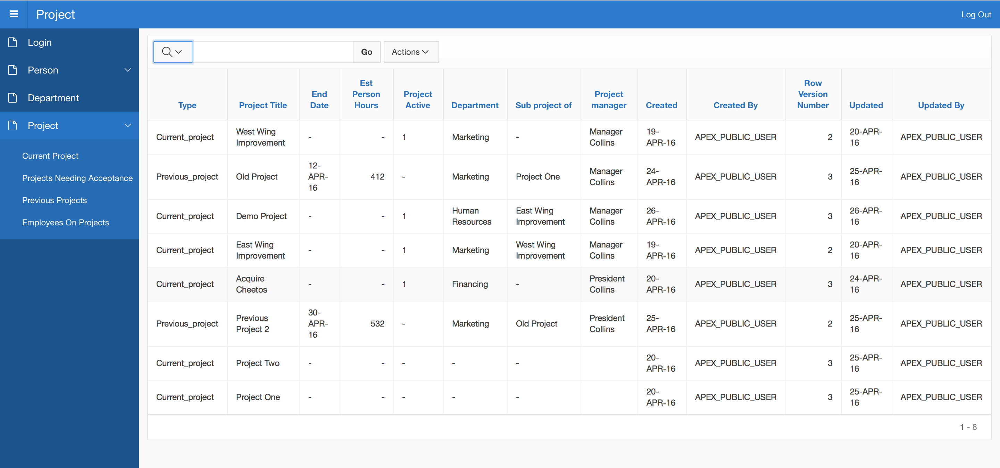 Project
Log Out
Login
Person
Department
Project
Current Project
Projects Needing Acceptance
Previous Projects
Employees On Projects
Go
Actions
Type
Project Title
End
Date
Est
Person
Hours
Project
Active
Department
Sub project of
Project
manager
Created
Created By
Row
Version
Number
Updated
Updated By
Current_project
West Wing
Improvement
-
-
1
Marketing
-
Manager
Collins
19-
APR-16
APEX_PUBLIC_USER
2
20-APR-
16
APEX_PUBLIC_USER
Previous_project
Old Project
12-
APR-
16
412
-
Marketing
Project One
Manager
Collins
24-
APR-16
APEX_PUBLIC_USER
3
25-APR-
16
APEX_PUBLIC_USER
Current_project
Demo Project
-
-
1
Human
Resources
East Wing
Improvement
Manager
Collins
26-
APR-16
APEX_PUBLIC_USER
3
26-APR-
16
APEX_PUBLIC_USER
Current_project
East Wing
Improvement
-
-
1
Marketing
West Wing
Improvement
Manager
Collins
19-
APR-16
APEX_PUBLIC_USER
2
20-APR-
16
APEX_PUBLIC_USER
Current_project
Acquire
Cheetos
-
-
1
Financing
-
President
Collins
20-
APR-16
APEX_PUBLIC_USER
3
24-APR-
16
APEX_PUBLIC_USER
Previous_project
Previous
Project 2
30-
APR-
16
532
-
Marketing
Old Project
President
Collins
25-
APR-16
APEX_PUBLIC_USER
2
25-APR-
16
APEX_PUBLIC_USER
Current_project
Project Two
-
-
-
-
-
20-
APR-16
APEX_PUBLIC_USER
3
25-APR-
16
APEX_PUBLIC_USER
Current_project
Project One
-
-
-
-
-
20-
APR-16
APEX_PUBLIC_USER
3
25-APR-
16
APEX_PUBLIC_USER
1 - 8